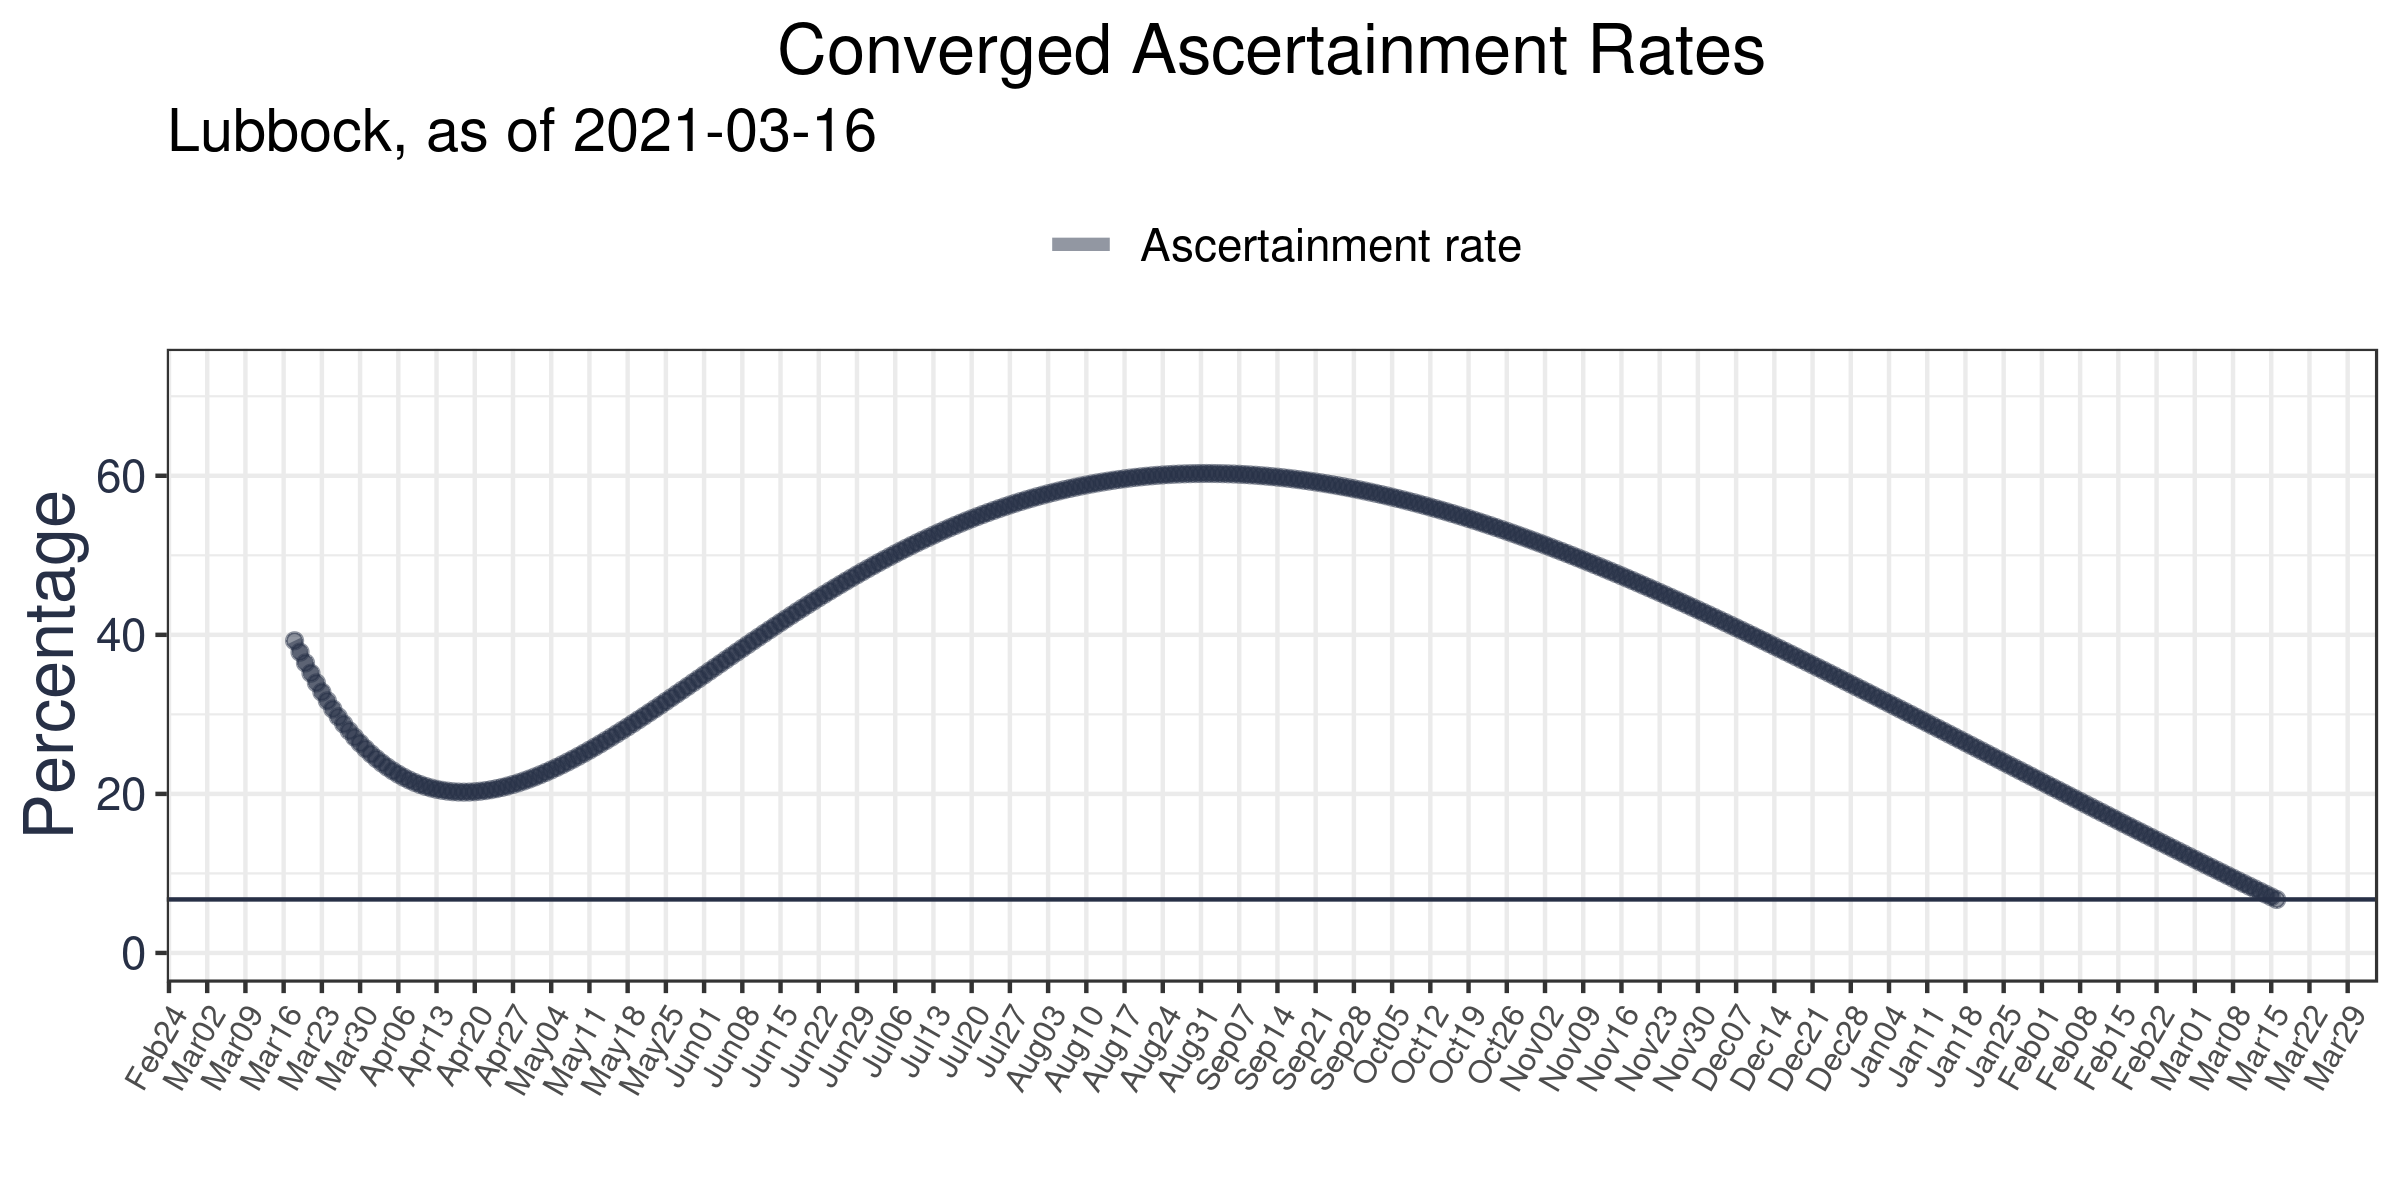 Converged Ascertainment Rates
Lubbock, as of 2021-03-16
Ascertainment rate
Percentage
60
40
20
0
Feb24
Mar02
Mar09
Mar16
Mar23
Mar30
Apr06
Apr13
Apr20
Apr27
May04
May11
May18
May25
Jun01
Jun08
Jun15
Jun22
Jun29
Jul06
Jul13
Jul20
Jul27
Aug03
Aug10
Aug17
Aug24
Aug31
Sep07
Sep14
Sep21
Sep28
Oct05
Oct12
Oct19
Oct26
Nov02
Nov09
Nov16
Nov23
Nov30
Dec07
Dec14
Dec21
Dec28
Jan04
Jan11
Jan18
Jan25
Feb01
Feb08
Feb15
Feb22
Mar01
Mar08
Mar15
Mar22
Mar29